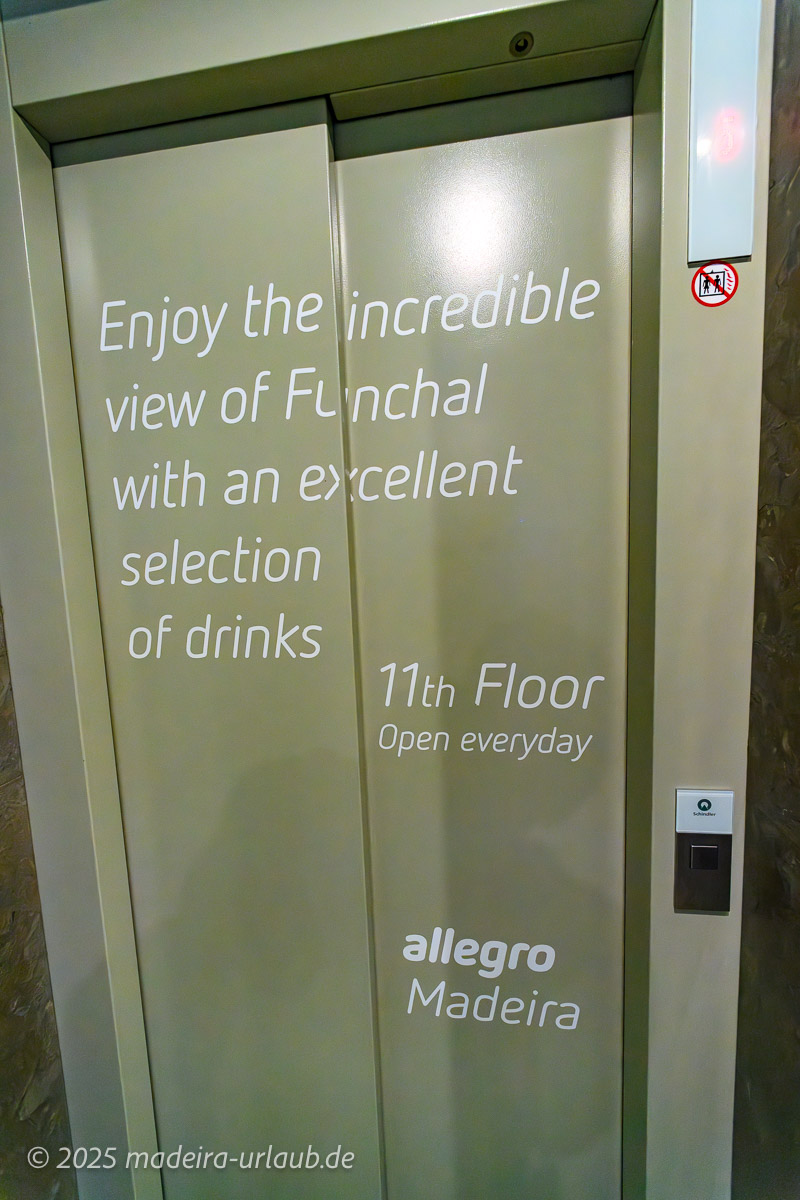 Enjoy the incredible
view of Funchal
with an excellent
selection
of drinks
11th Floor
Open everyday
Schindler
allegro
Madeira
© 2025 madeira-urlaub.de